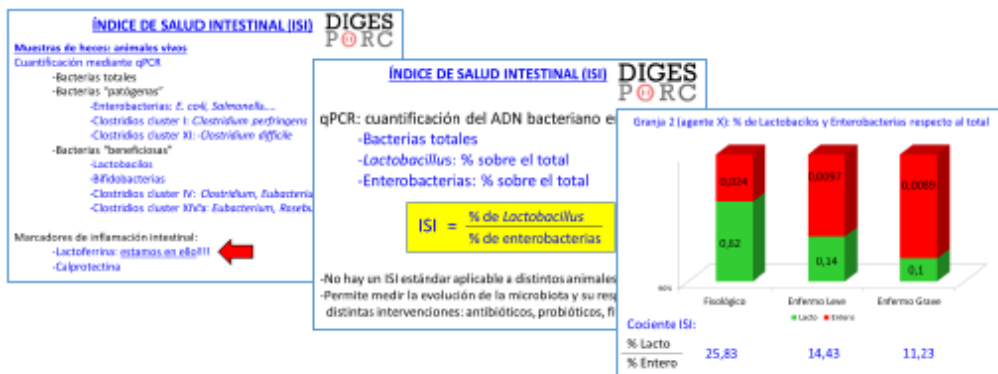 ÍNDICE DE SALUD INTESTINAL (ISI)
DIGES
PORC
Muestras de heces: animales vivos
Cuantificación mediante qPCR
-Bacterias totales
-Bacterias "patógenas"
-Enterobacterias: E. coli, Salmonella....
-Clostridios cluster I: Clostridium perfringens
-Clostridios cluster XI: Clostridium difficile
-Bacterias "beneficiosas"
-Lactobacilos
-Bifidobacterias
-Clostridios cluster IV: Clostridium, Eubacteriu
-Clostridios cluster XIVa: Eubacterium, Rosebu
Marcadores de inflamación intestinal:
-Lactoferrina: estamos en ello!!!!
-Calprotectina
ÍNDICE DE SALUD INTESTINAL (ISI)
DIGES
PORC
qPCR: cuantificación del ADN bacteriano e
-Bacterias totales
-Lactobacillus: % sobre el total
-Enterobacterias: % sobre el total
ISI = % de Lactobacillus
% de enterobacterias
-No hay un ISI estándar aplicable a distintos animales
-Permite medir la evolución de la microbiota y su resp
distintas intervenciones: antibióticos, probióticos, fi
Granja 2 (agente X): % de Lactobacilos y Enterobacterias respecto al total
0,024
0,0097
0,0089
0,62
0,14
0,1
Fisológico
Enfermo Leve
Enfermo Grave
Lacto
Entero
Cociente ISI:
% Lacto
% Entero
25,83
14,43
11,23